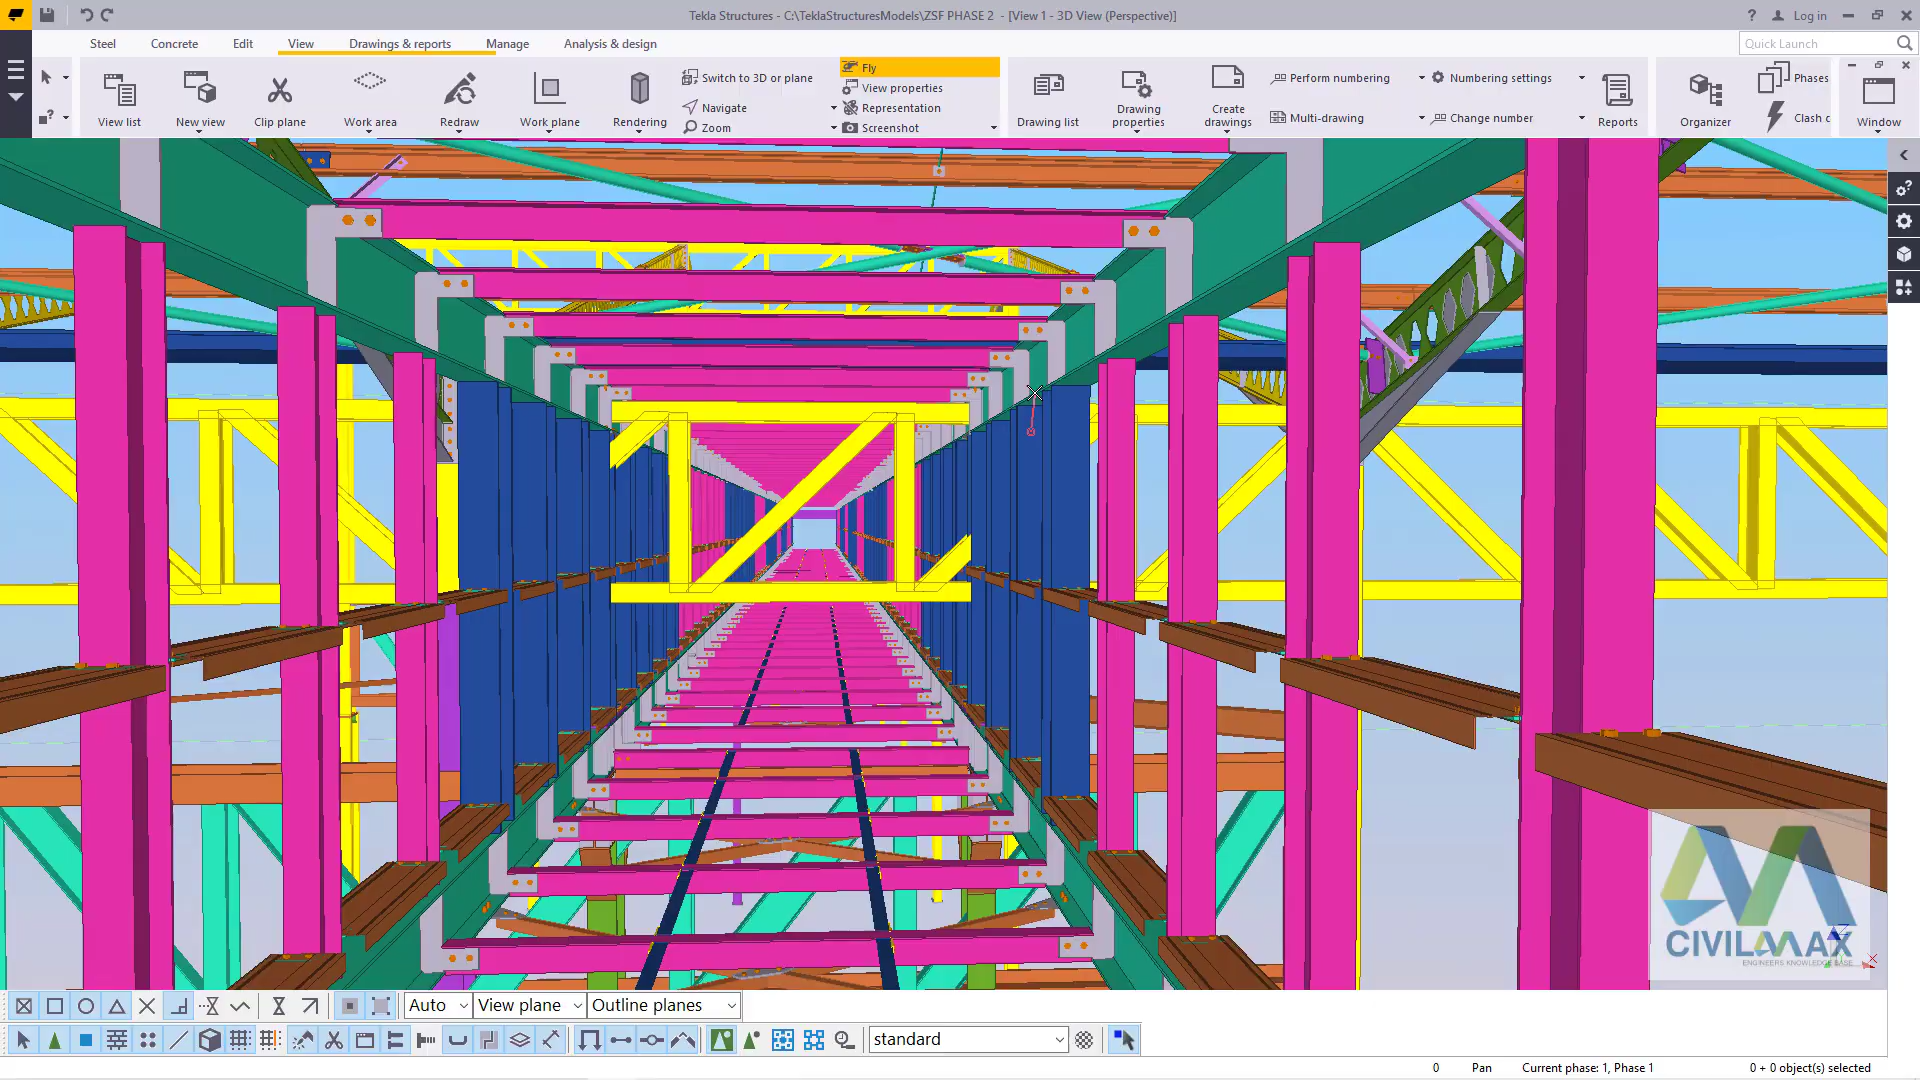 Tekla Structures - C:\TeklaStructuresModels\ZSF PHASE 2 - [View 1 - 3D View (Perspective)]
? Log in
Steel Concrete Edit View Drawings & reports Manage Analysis & design
Quick Launch
View list
New view
Clip plane
Work area
Redraw
Work plane
Rendering
Switch to 3D or plane
Navigate
Zoom
Fly
View properties
Representation
Screenshot
Drawing list
Drawing
properties
Create
drawings
Perform numbering
Multi-drawing
Numbering settings
Change number
Reports
Organizer
Phases
Clash c
Window
CIVILMAX
ENGINEERS KNOWLEDGE BASE
Auto View plane Outline planes
standard
0 Pan Current phase: 1, Phase 1 0 + 0 object(s) selected